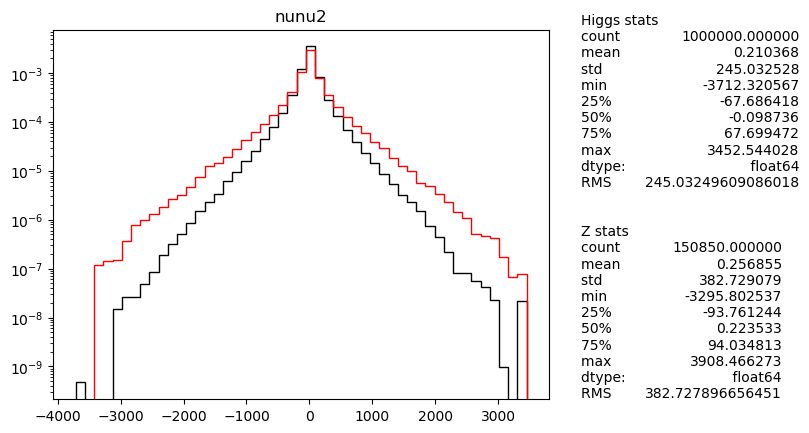 nunu2
10⁻³
10⁻⁴
10⁻⁵
10⁻⁶
10⁻⁷
10⁻⁸
10⁻⁹
−4000 −3000 −2000 −1000 0 1000 2000 3000
Higgs stats
count 1000000.000000
mean 0.210368
std 245.032528
min -3712.320567
25% -67.686418
50% -0.098736
75% 67.699472
max 3452.544028
dtype: float64
RMS 245.03249609086018
Z stats
count 150850.000000
mean 0.256855
std 382.729079
min -3295.802537
25% -93.761244
50% 0.223533
75% 94.034813
max 3908.466273
dtype: float64
RMS 382.727896656451